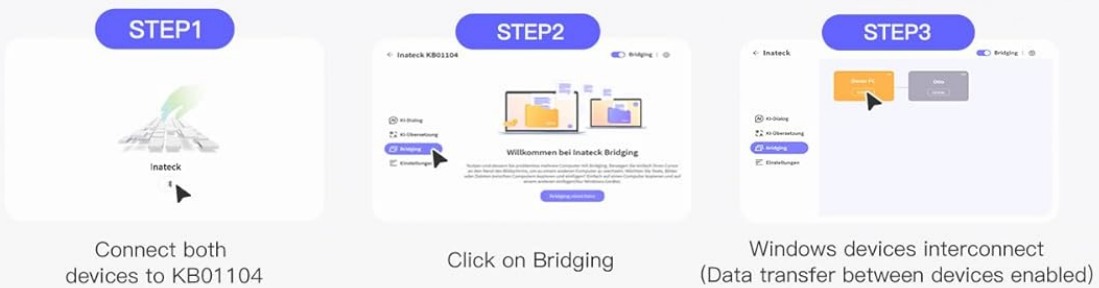 STEP1
Inateck
Connect both
devices to KB01104
STEP2
← Inateck KB01104
Bridging
KI-Dialog
KI-Übersetzung
Bridging
Einstellungen
Willkommen bei Inateck Bridging
Click on Bridging
STEP3
← Inateck
Bridging
KI-Dialog
KI-Übersetzung
Bridging
Einstellungen
Windows devices interconnect
(Data transfer between devices enabled)